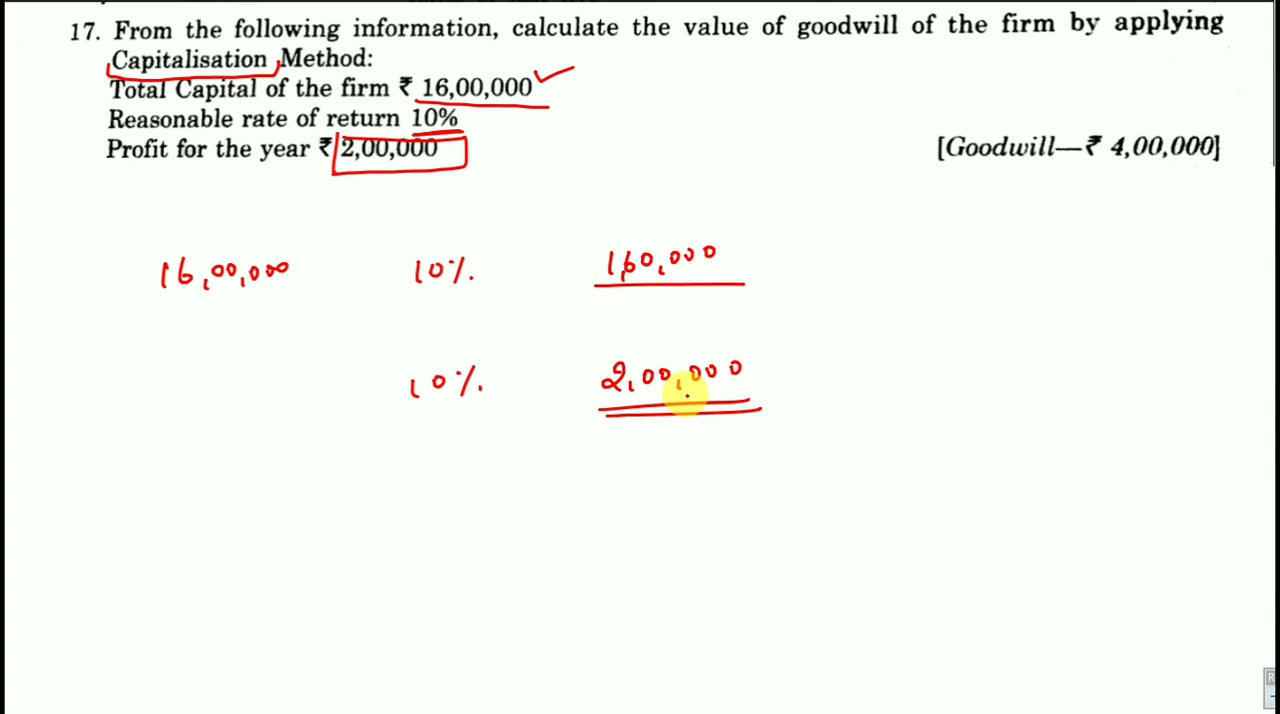 17. From the following information, calculate the value of goodwill of the firm by applying
Capitalisation Method:
Total Capital of the firm ₹ 16,00,000
Reasonable rate of return 10%
Profit for the year ₹ 2,00,000 [Goodwill—₹ 4,00,000]
16,00,000 10% 1,60,000
10% 2,00,000